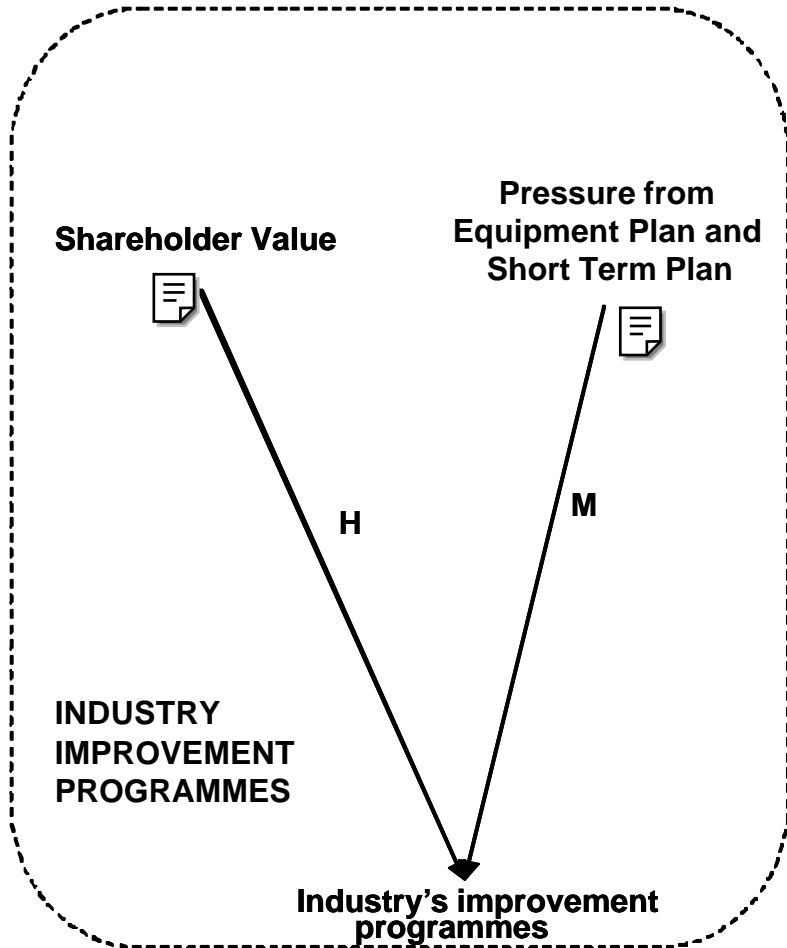 Pressure from
Equipment Plan and
Short Term Plan
Shareholder Value
H
M
INDUSTRY
IMPROVEMENT
PROGRAMMES
Industry's improvement
programmes